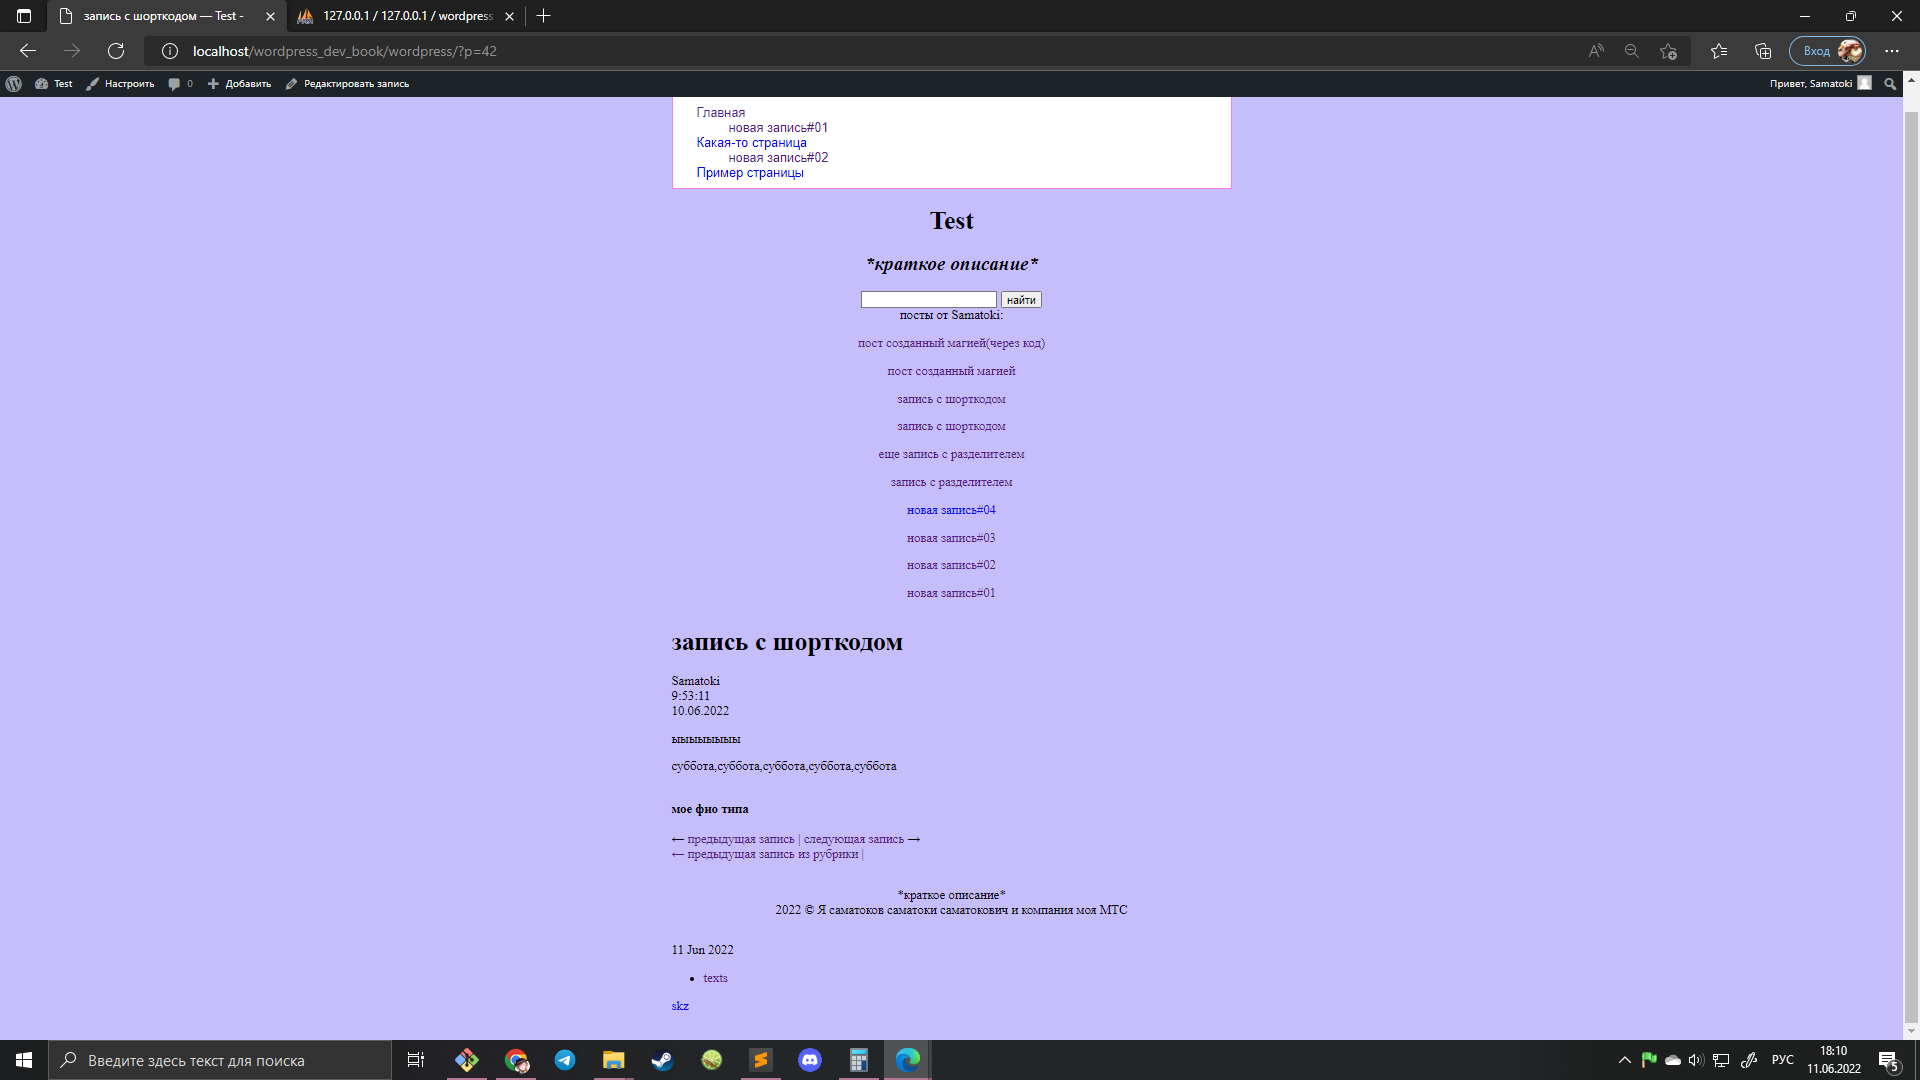 запись с шорткодом — Test -
127.0.0.1 / 127.0.0.1 / wordpress
localhost/wordpress_dev_book/wordpress/?p=42
Вход
Test
Настроить
0
Добавить
Редактировать запись
Привет, Samatoki
Главная
новая запись#01
Какая-то страница
новая запись#02
Пример страницы
Test
*краткое описание*
найти
посты от Samatoki:
пост созданный магией(через код)
пост созданный магией
запись с шорткодом
запись с шорткодом
еще запись с разделителем
запись с разделителем
новая запись#04
новая запись#03
новая запись#02
новая запись#01
запись с шорткодом
Samatoki
9:53:11
10.06.2022
ыыыыыыыы
суббота,суббота,суббота,суббота,суббота
мое фио типа
← предыдущая запись | следующая запись →
← предыдущая запись из рубрики |
*краткое описание*
2022 © Я саматоков саматоки саматокович и компания моя МТС
11 Jun 2022
texts
skz
Введите здесь текст для поиска
РУС
18:10
11.06.2022
5